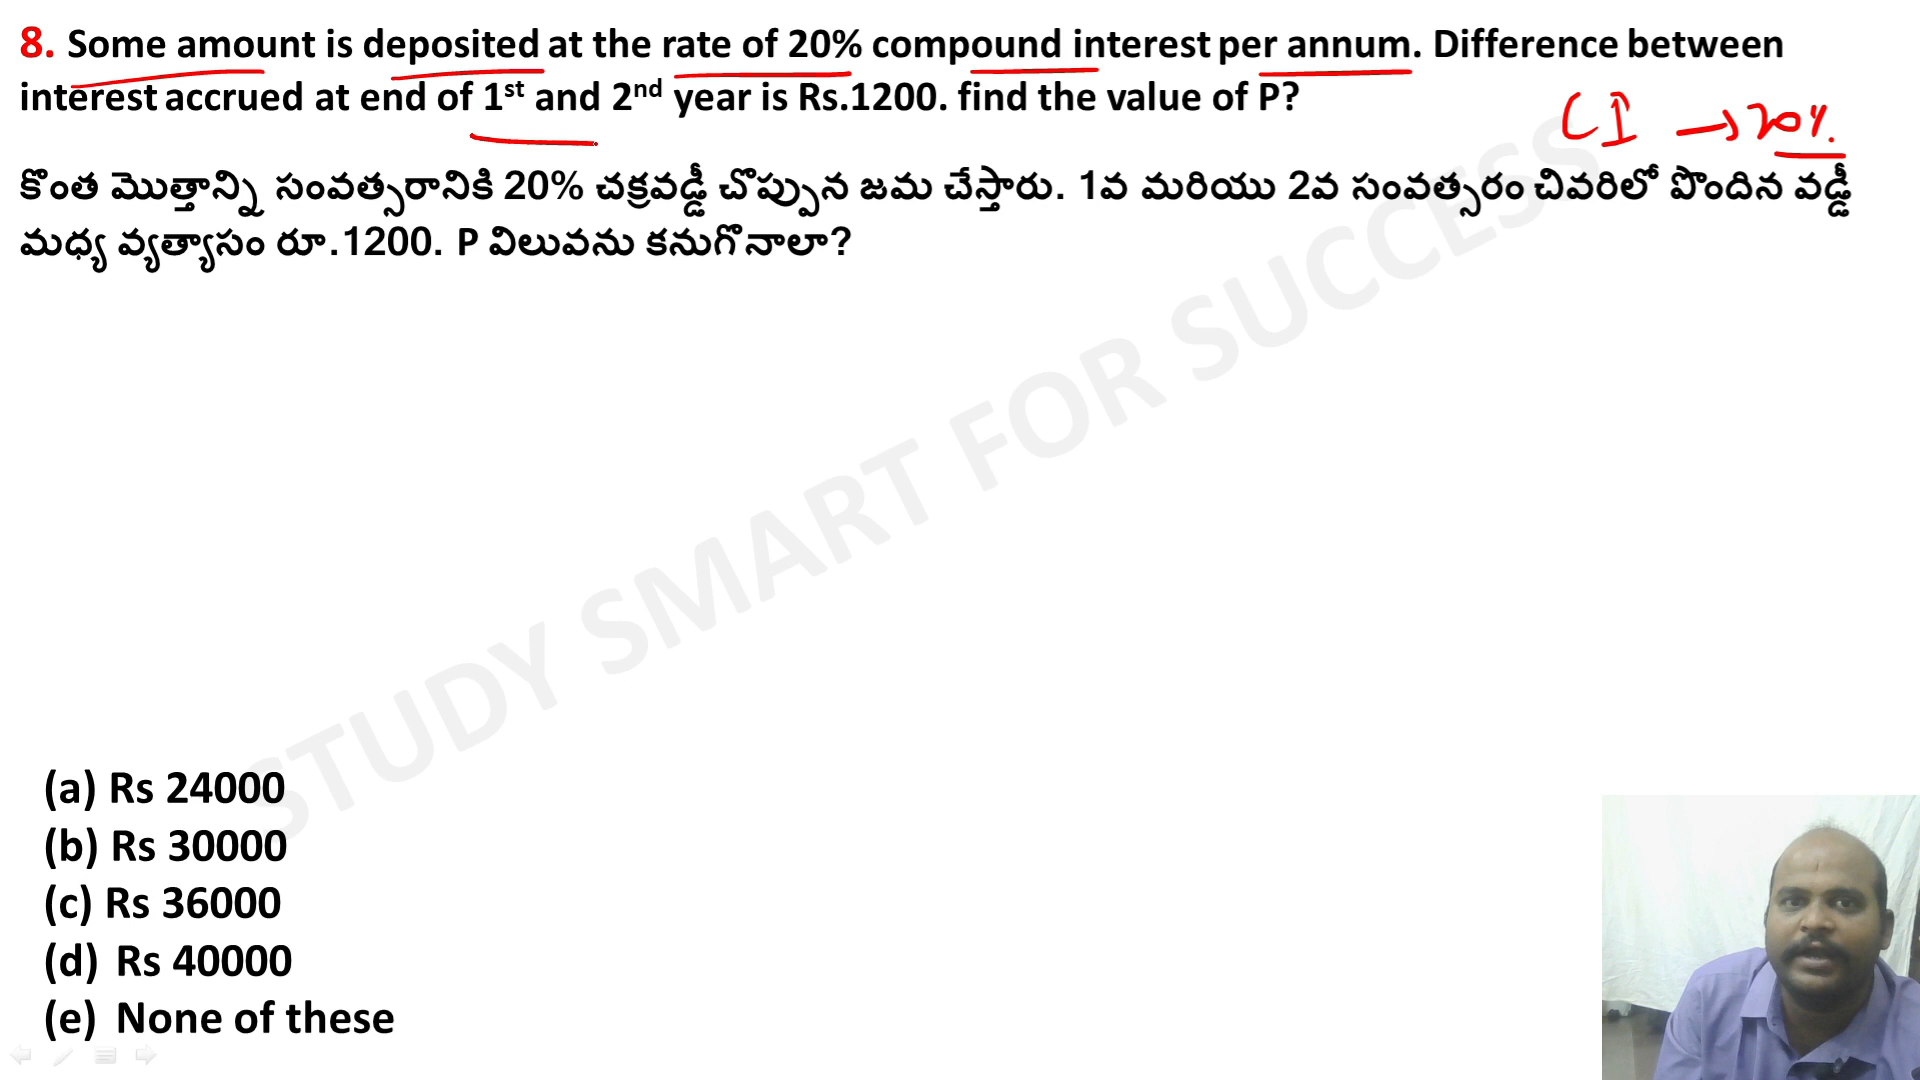 8. Some amount is deposited at the rate of 20% compound interest per annum. Difference between
interest accrued at end of 1st and 2nd year is Rs.1200. find the value of P?
CI → 20%
కొంత మొత్తాన్ని సంవత్సరానికి 20% చక్రవడ్డీ చొప్పున జమ చేస్తారు. 1వ మరియు 2వ సంవత్సరం చివరిలో పొందిన వడ్డీ
మధ్య వ్యత్యాసం రూ.1200. P విలువను కనుగొనాలా?
STUDY SMART FOR SUCCESS
(a) Rs 24000
(b) Rs 30000
(c) Rs 36000
(d) Rs 40000
(e) None of these